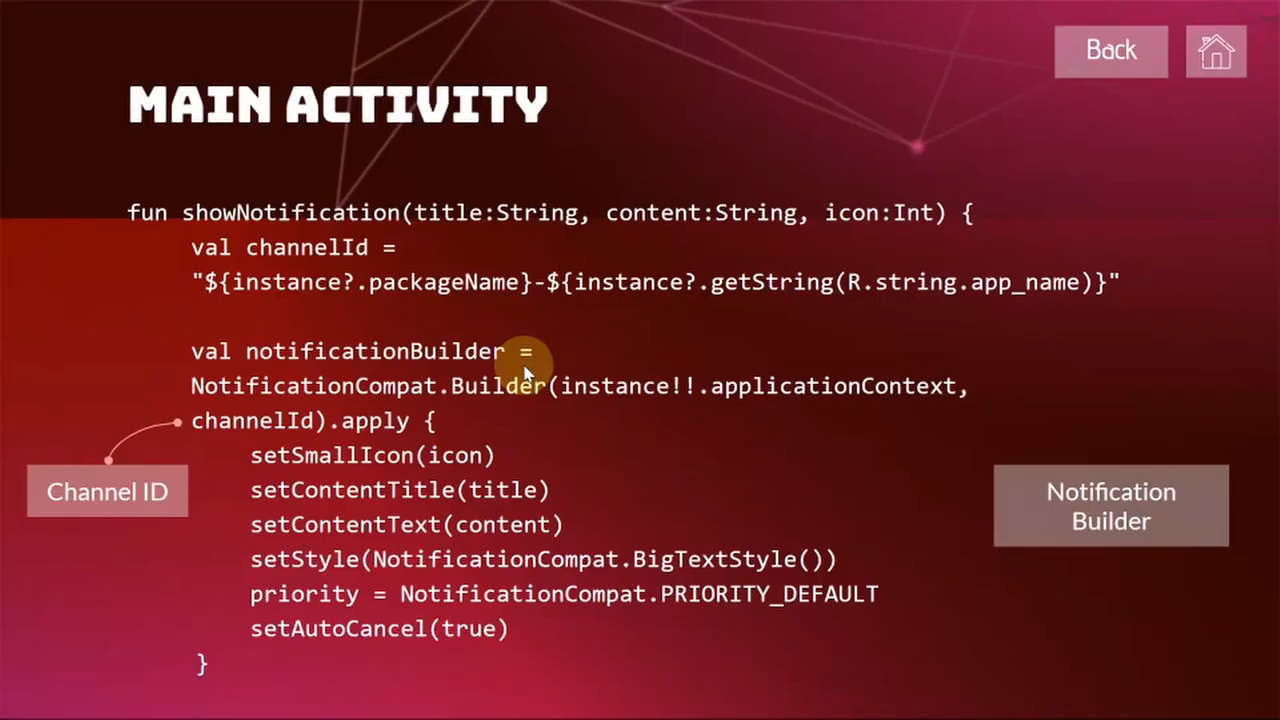 Back
MAIN ACTIVITY
fun showNotification(title:String, content:String, icon:Int) {
val channelId =
"${instance?.packageName}-${instance?.getString(R.string.app_name)}"
val notificationBuilder =
NotificationCompat.Builder(instance!!.applicationContext,
channelId).apply {
setSmallIcon(icon)
setContentTitle(title)
setContentText(content)
setStyle(NotificationCompat.BigTextStyle())
priority = NotificationCompat.PRIORITY_DEFAULT
setAutoCancel(true)
}
Channel ID
Notification
Builder